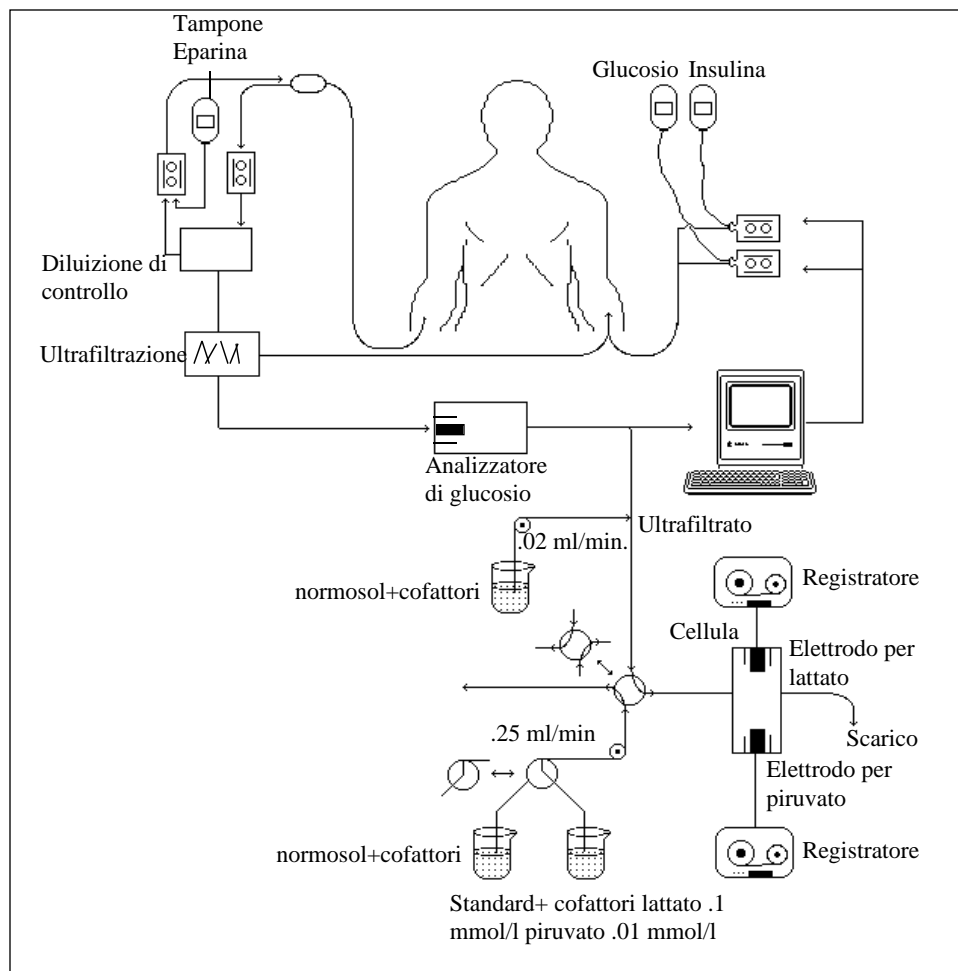 Tampone
Eparina
Glucosio Insulina
Diluizione di
controllo
Ultrafiltrazione
Analizzatore
di glucosio
Ultrafiltrato
.02 ml/min.
normosol+cofattori
Registratore
Cellula
Elettrodo per
lattato
.25 ml/min
Scarico
Elettrodo per
piruvato
normosol+cofattori
Registratore
Standard+ cofattori lattato .1
mmol/l piruvato .01 mmol/l